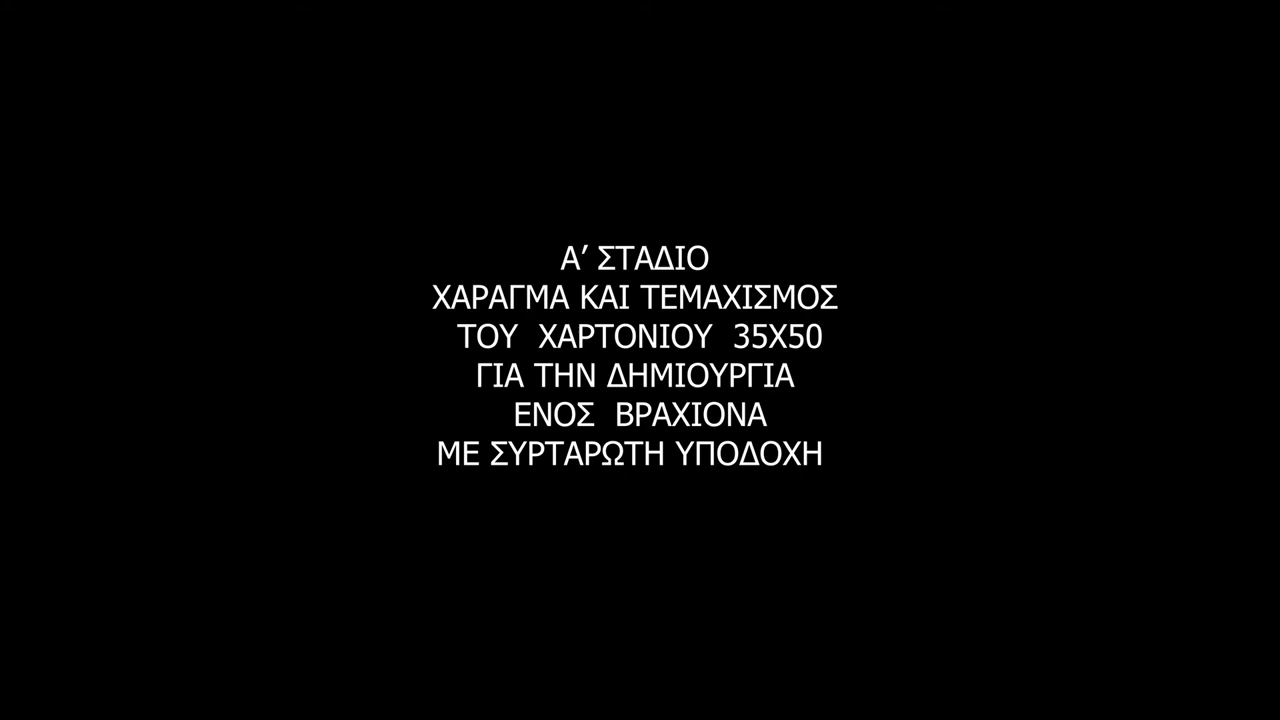 Α’ ΣΤΑΔΙΟ
ΧΑΡΑΓΜΑ ΚΑΙ ΤΕΜΑΧΙΣΜΟΣ
ΤΟΥ ΧΑΡΤΟΝΙΟΥ 35Χ50
ΓΙΑ ΤΗΝ ΔΗΜΙΟΥΡΓΙΑ
ΕΝΟΣ ΒΡΑΧΙΟΝΑ
ΜΕ ΣΥΡΤΑΡΩΤΗ ΥΠΟΔΟΧΗ